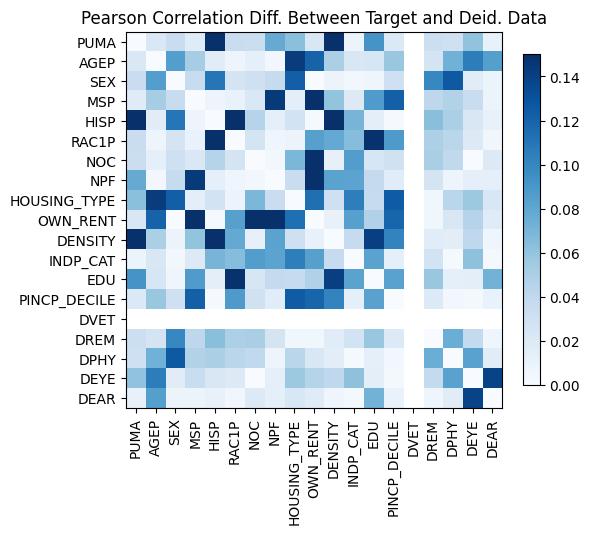 Pearson Correlation Diff. Between Target and Deid. Data
PUMA
AGEP
SEX
MSP
HISP
RAC1P
NOC
NPF
HOUSING_TYPE
OWN_RENT
DENSITY
INDP_CAT
EDU
PINCP_DECILE
DVET
DREM
DPHY
DEYE
DEAR
PUMA
AGEP
SEX
MSP
HISP
RAC1P
NOC
NPF
HOUSING_TYPE
OWN_RENT
DENSITY
INDP_CAT
EDU
PINCP_DECILE
DVET
DREM
DPHY
DEYE
DEAR
0.14
0.12
0.10
0.08
0.06
0.04
0.02
0.00